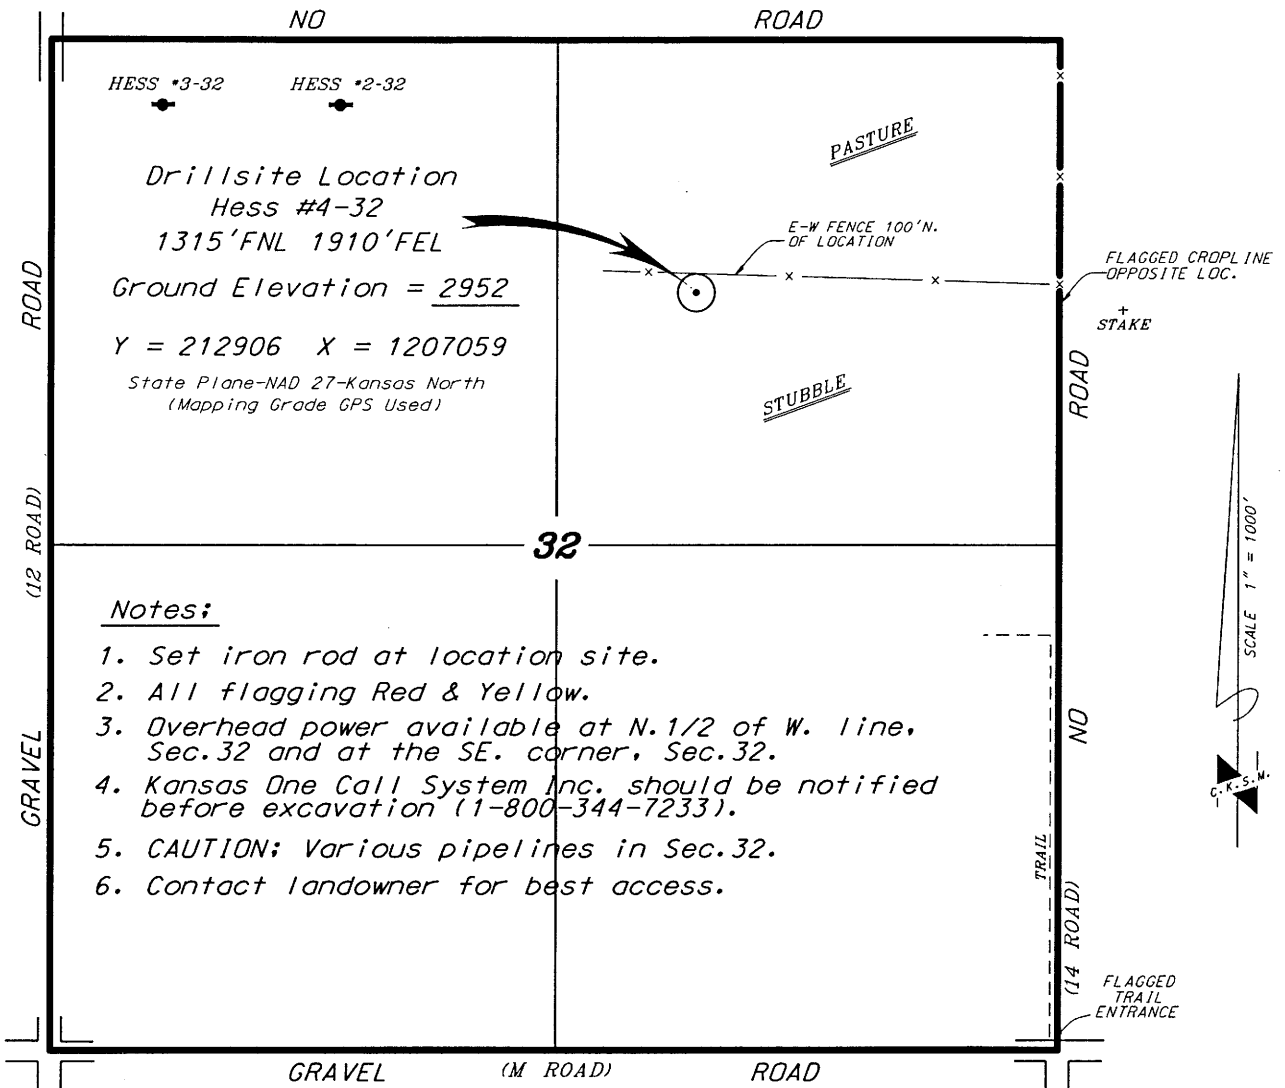 NO ROAD
HESS #3-32 HESS #2-32
PASTURE
Drillsite Location
Hess #4-32
1315'FNL 1910'FEL
Ground Elevation = 2952
Y = 212906 X = 1207059
State Plane-NAD 27-Kansas North
(Mapping Grade GPS Used)
E-W FENCE 100'N.
OF LOCATION
FLAGGED CROPLINE
OPPOSITE LOC.
STAKE
STUBBLE
ROAD
(12 ROAD)
GRAVEL
ROAD
NO
(14 ROAD)
32
SCALE 1" = 1000'
C.K.S.M.
Notes:
1. Set iron rod at location site.
2. All flagging Red & Yellow.
3. Overhead power available at N.1/2 of W. line,
Sec.32 and at the SE. corner, Sec.32.
4. Kansas One Call System Inc. should be notified
before excavation (1-800-344-7233).
5. CAUTION: Various pipelines in Sec.32.
6. Contact landowner for best access.
TRAIL
FLAGGED
TRAIL
ENTRANCE
GRAVEL (M ROAD) ROAD